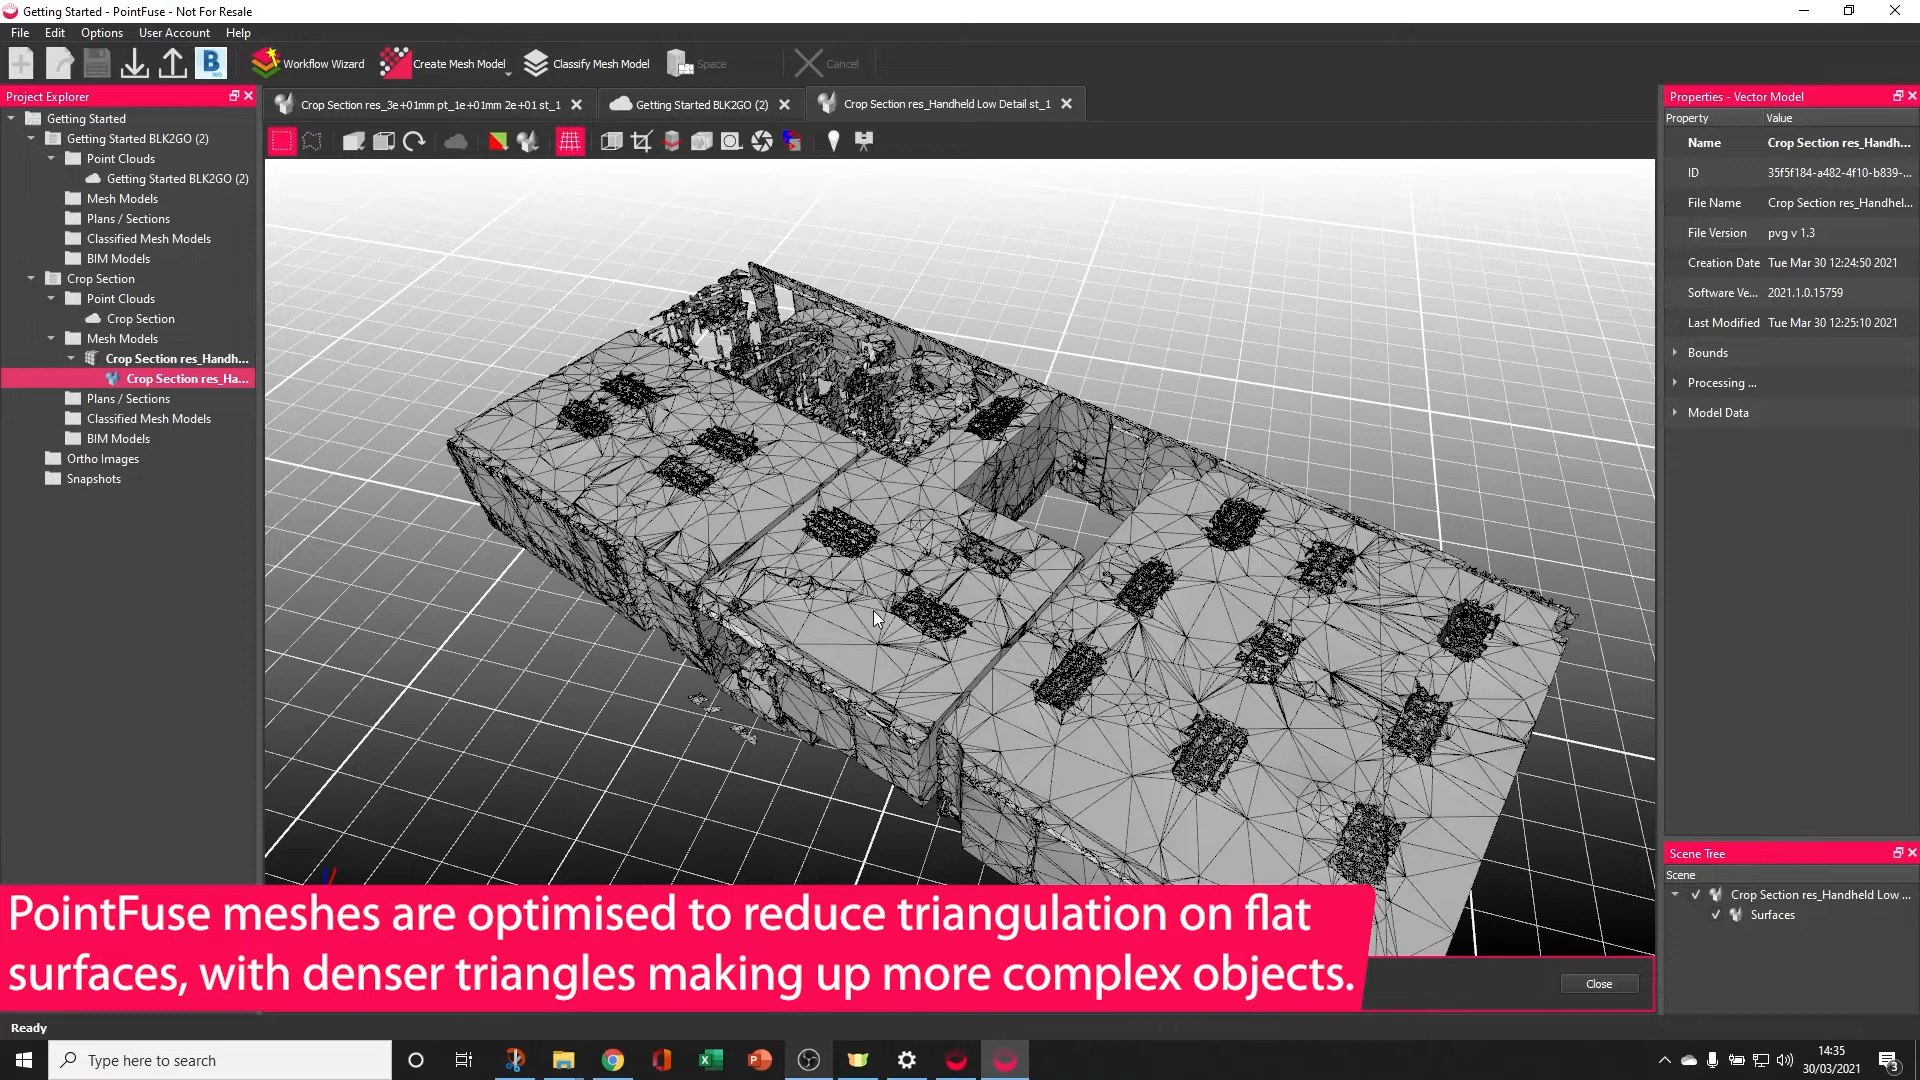 Getting Started - PointFuse - Not For Resale
File Edit Options User Account Help
B
360
Workflow Wizard
Create Mesh Model
Classify Mesh Model
Space
Cancel
Project Explorer
Getting Started
Getting Started BLK2GO (2)
Point Clouds
Getting Started BLK2GO (2)
Mesh Models
Plans / Sections
Classified Mesh Models
BIM Models
Crop Section
Point Clouds
Crop Section
Mesh Models
Crop Section res_Handh...
Crop Section res_Ha...
Plans / Sections
Classified Mesh Models
BIM Models
Ortho Images
Snapshots
Crop Section res_3e+01mm pt_1e+01mm 2e+01 st_1
Getting Started BLK2GO (2)
Crop Section res_Handheld Low Detail st_1
Properties - Vector Model
Property Value
Name Crop Section res_Handh...
ID 35f5f184-a482-4f10-b839-...
File Name Crop Section res_Handhel...
File Version pvg v 1.3
Creation Date Tue Mar 30 12:24:50 2021
Software Ve... 2021.1.0.15759
Last Modified Tue Mar 30 12:25:10 2021
Bounds
Processing ...
Model Data
Scene Tree
Scene
Crop Section res_Handheld Low ...
Surfaces
PointFuse meshes are optimised to reduce triangulation on flat
surfaces, with denser triangles making up more complex objects.
Close
Ready
Type here to search
14:35
30/03/2021
3